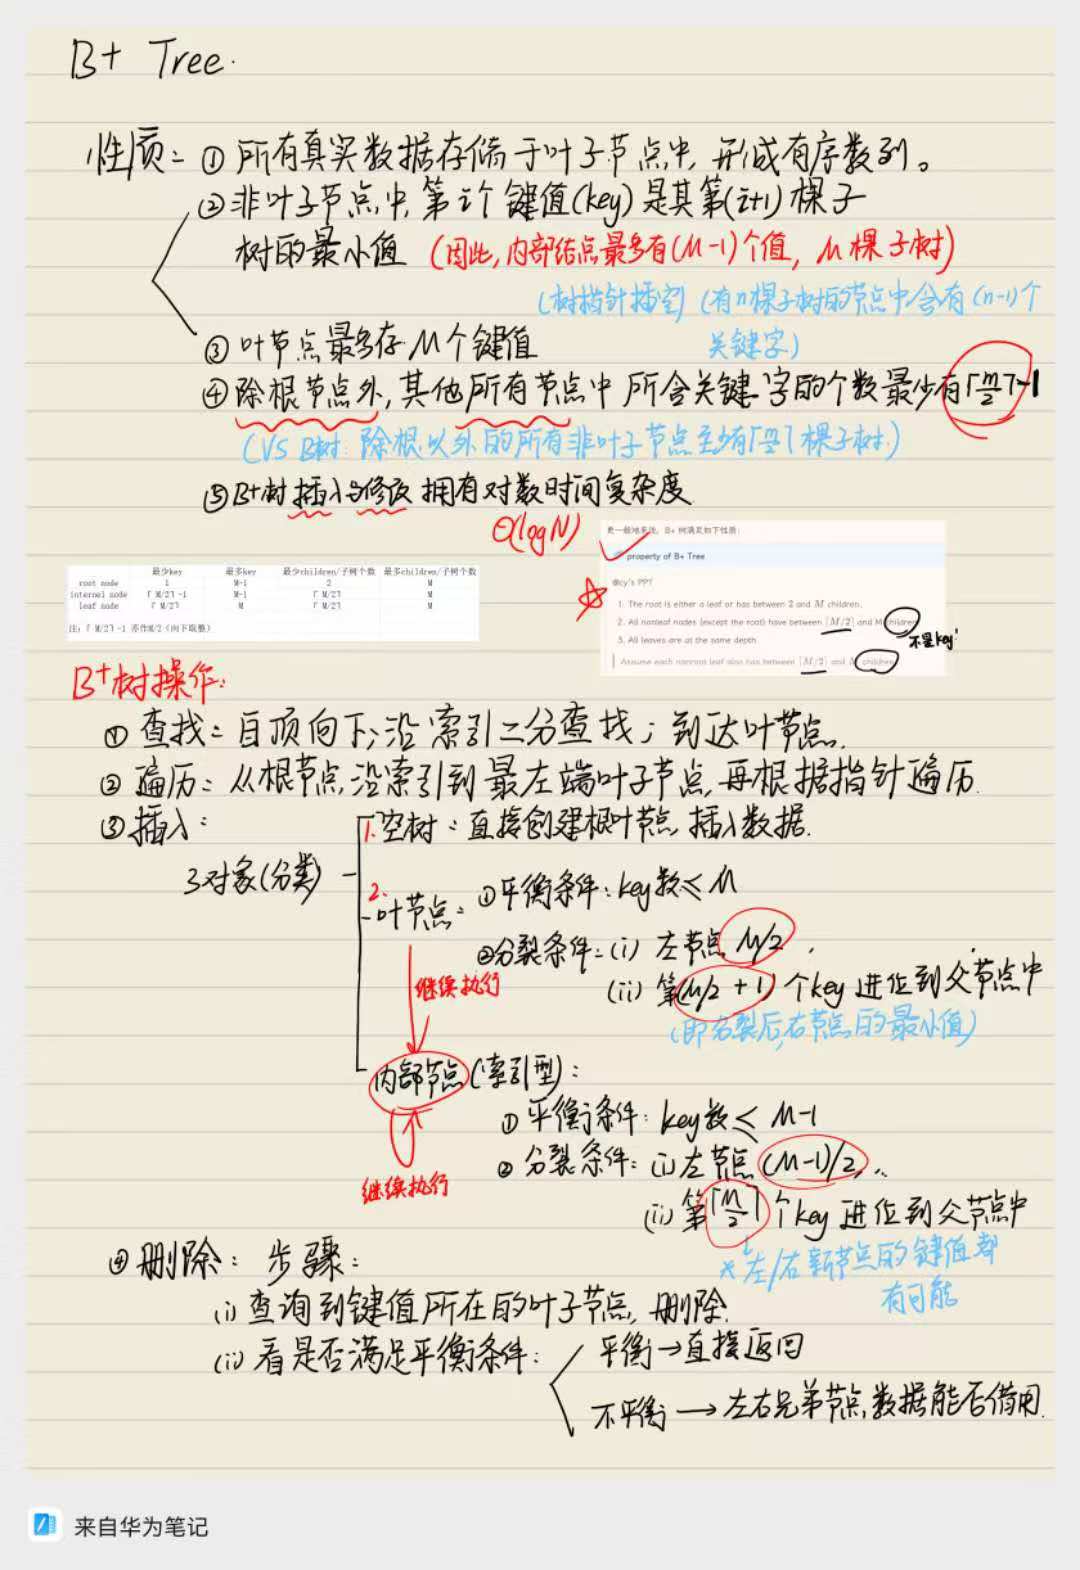 B+ Tree.
性质：① 所有真实数据存储于叶子节点中，形成有序数列。
② 非叶子节点中，第i个键值(key)是其第(i+1)棵子
树的最小值 (因此，内部结点最多有(M-1)个值，M棵子树)
(树指针插空) (有n棵子树的节点中含有(n-1)个
关键字)
③ 叶节点最多存M个键值
④ 除根节点外，其他所有节点中所含关键字的个数最少有⌈m/2⌉-1
(VS B树：除根以外的所有非叶子节点至少有⌈m/2⌉棵子树)
⑤ B+树插入与修改拥有对数时间复杂度
O(logN)
更一般地来说，B+ 树满足如下性质：
property of B+ Tree
@cy's PPT
1. The root is either a leaf or has between 2 and M children.
2. All nonleaf nodes (except the root) have between ⌈M/2⌉ and M children.
不是key!
3. All leaves are at the same depth.
Assume each nonroot leaf also has between ⌈M/2⌉ and M children.
最少key 最多key 最少children/子树个数 最多children/子树个数
root node 1 M-1 2 M
internal node ⌈M/2⌉-1 M-1 ⌈M/2⌉ M
leaf node ⌈M/2⌉ M ⌈M/2⌉ M
注：⌈M/2⌉-1 亦作M/2（向下取整）
B+树操作：
① 查找：自顶向下；沿索引二分查找；到达叶节点.
② 遍历：从根节点沿索引到最左端叶子节点，再根据指针遍历.
③ 插入：
3对象(分类)
1. 空树：直接创建根叶节点，插入数据.
2. 叶节点：① 平衡条件：key数≤M
② 分裂条件：(i) 左节点 M/2，
(ii) 第(M/2+1)个key进位到父节点中
(即分裂后，右节点的最小值)
继续执行
内部节点(索引型)：
① 平衡条件：key数≤M-1
② 分裂条件：(i) 左节点(M-1)/2，..
(ii) 第⌈M/2⌉个key进位到父节点中
继续执行
*左/右新节点的键值都
有可能
④ 删除：步骤：
(i) 查询到键值所在的叶子节点，删除.
(ii) 看是否满足平衡条件：
平衡→直接返回
不平衡→左右兄弟节点数据能否借用.
来自华为笔记